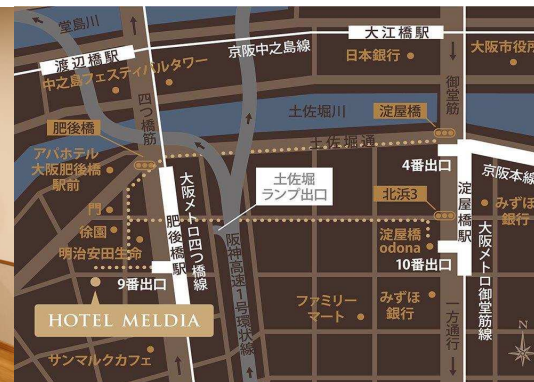 堂島川
渡辺橋駅
中之島フェスティバルタワー
京阪中之島線
大江橋駅
日本銀行
大阪市役所
御堂筋
四つ橋筋
土佐堀川
淀屋橋
肥後橋
土佐堀通
アパホテル
大阪肥後橋
駅前
4番出口
京阪本線
土佐堀
ランプ出口
北浜3
みずほ
銀行
門
徐園
明治安田生命
大阪メトロ四つ橋線
肥後橋駅
阪神高速1号環状線
淀屋橋
odona
淀屋橋駅
大阪メトロ御堂筋線
9番出口
10番出口
HOTEL MELDIA
ファミリー
マート
みずほ
銀行
一方通行
サンマルクカフェ
N